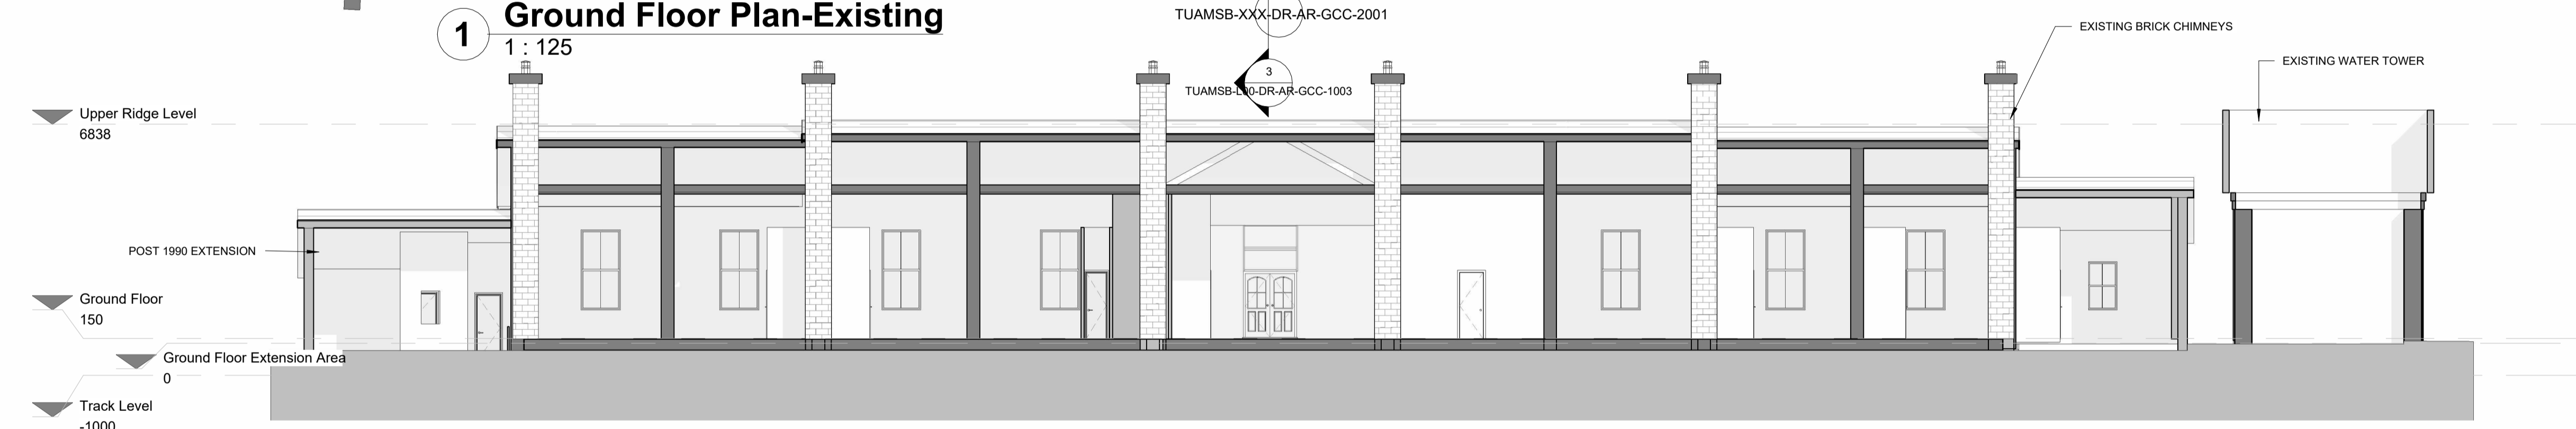 1
Ground Floor Plan-Existing
1 : 125
TUAMSB-XXX-DR-AR-GCC-2001
3
TUAMSB-L00-DR-AR-GCC-1003
EXISTING BRICK CHIMNEYS
EXISTING WATER TOWER
Upper Ridge Level
6838
POST 1990 EXTENSION
Ground Floor
150
Ground Floor Extension Area
0
Track Level
-1000